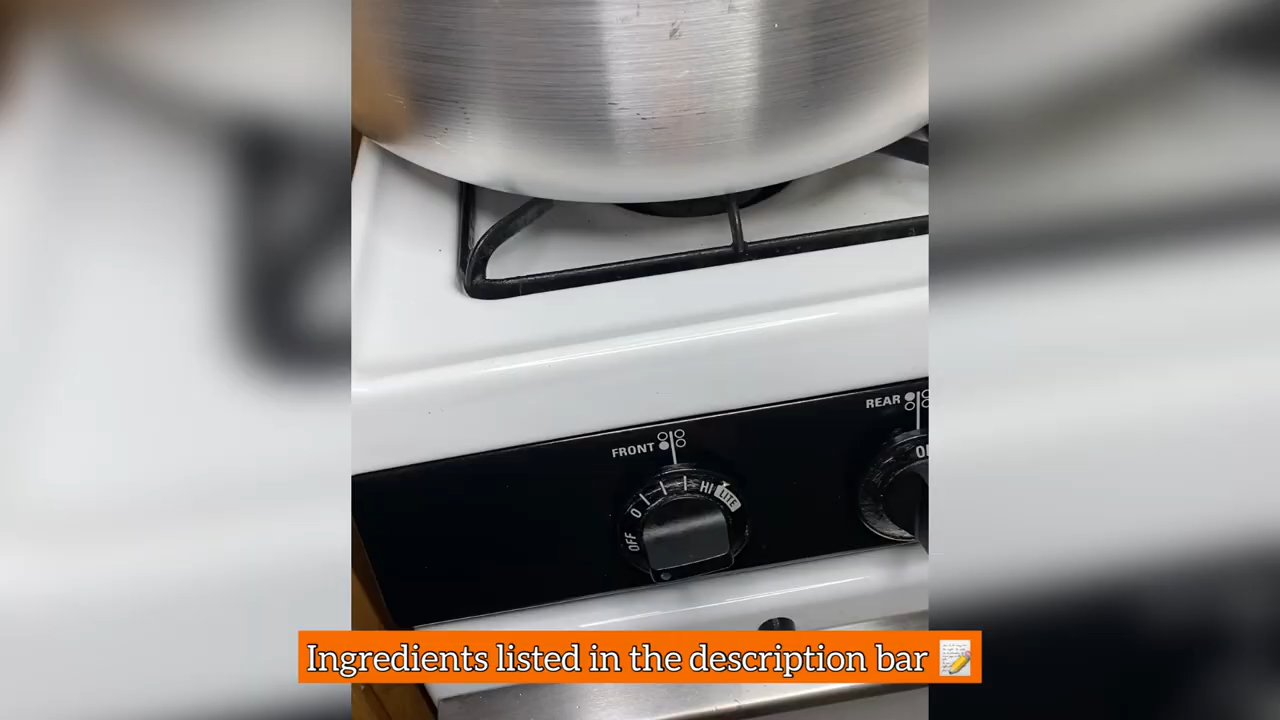 REAR
FRONT
OFF
0
HI
LITE
Ingredients listed in the description bar